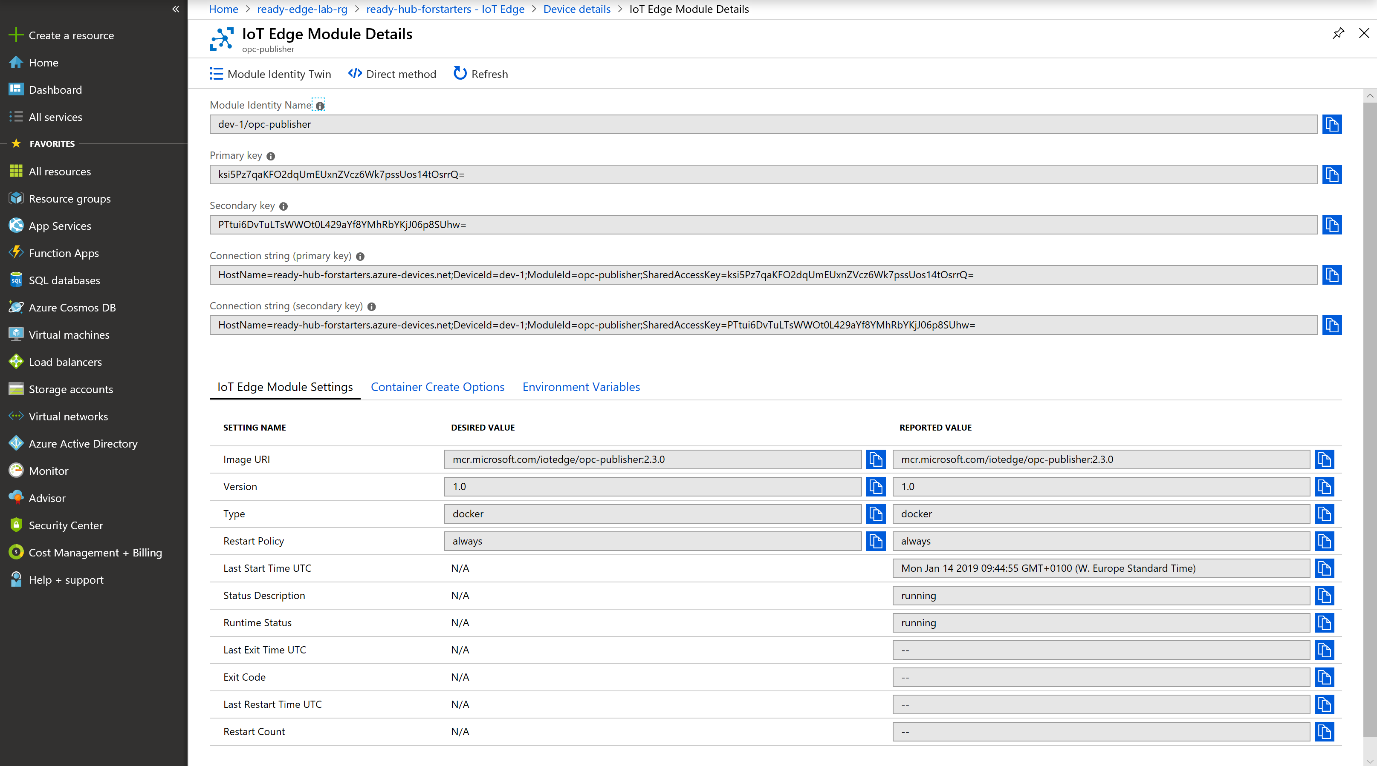 «
Home > ready-edge-lab-rg > ready-hub-forstarters - IoT Edge > Device details > IoT Edge Module Details
Create a resource
Home
Dashboard
All services
FAVORITES
All resources
Resource groups
App Services
Function Apps
SQL databases
Azure Cosmos DB
Virtual machines
Load balancers
Storage accounts
Virtual networks
Azure Active Directory
Monitor
Advisor
Security Center
Cost Management + Billing
Help + support
IoT Edge Module Details
opc-publisher
Module Identity Twin Direct method Refresh
Module Identity Name
dev-1/opc-publisher
Primary key
ksi5Pz7qaKFO2dqUmEUxnZVcz6Wk7pssUos14tOsrrQ=
Secondary key
PTtui6DvTuLTsWWOt0L429aYf8YMhRbYKjJ06p8SUhw=
Connection string (primary key)
HostName=ready-hub-forstarters.azure-devices.net;DeviceId=dev-1;ModuleId=opc-publisher;SharedAccessKey=ksi5Pz7qaKFO2dqUmEUxnZVcz6Wk7pssUos14tOsrrQ=
Connection string (secondary key)
HostName=ready-hub-forstarters.azure-devices.net;DeviceId=dev-1;ModuleId=opc-publisher;SharedAccessKey=PTtui6DvTuLTsWWOt0L429aYf8YMhRbYKjJ06p8SUhw=
IoT Edge Module Settings Container Create Options Environment Variables
SETTING NAME DESIRED VALUE REPORTED VALUE
Image URI mcr.microsoft.com/iotedge/opc-publisher:2.3.0 mcr.microsoft.com/iotedge/opc-publisher:2.3.0
Version 1.0 1.0
Type docker docker
Restart Policy always always
Last Start Time UTC N/A Mon Jan 14 2019 09:44:55 GMT+0100 (W. Europe Standard Time)
Status Description N/A running
Runtime Status N/A running
Last Exit Time UTC N/A --
Exit Code N/A --
Last Restart Time UTC N/A --
Restart Count N/A --